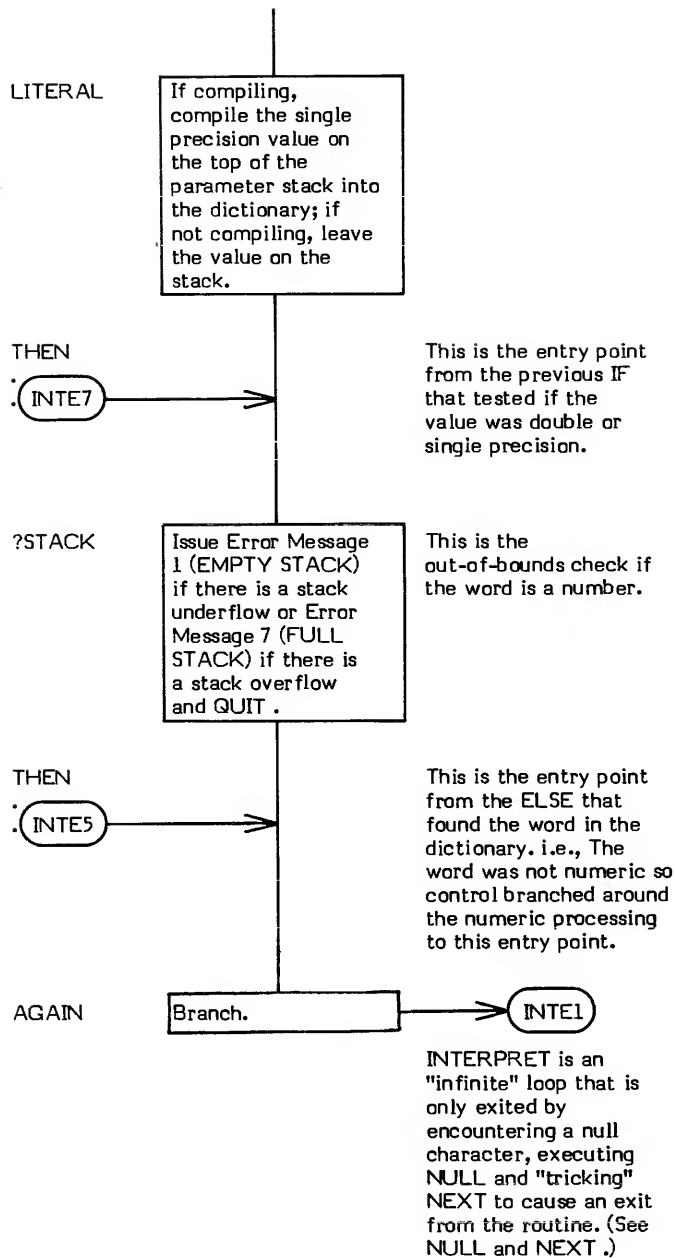 LITERAL
If compiling,
compile the single
precision value on
the top of the
parameter stack into
the dictionary; if
not compiling, leave
the value on the
stack.
THEN
: INTE7
This is the entry point
from the previous IF
that tested if the
value was double or
single precision.
?STACK
Issue Error Message
1 (EMPTY STACK)
if there is a stack
underflow or Error
Message 7 (FULL
STACK) if there is
a stack overflow
and QUIT .
This is the
out-of-bounds check if
the word is a number.
THEN
: INTE5
This is the entry point
from the ELSE that
found the word in the
dictionary. i.e., The
word was not numeric so
control branched around
the numeric processing
to this entry point.
AGAIN
Branch.
INTE1
INTERPRET is an
"infinite" loop that is
only exited by
encountering a null
character, executing
NULL and "tricking"
NEXT to cause an exit
from the routine. (See
NULL and NEXT .)